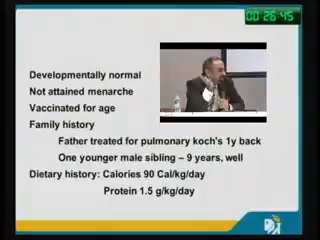 00:26:45
Developmentally normal
Not attained menarche
Vaccinated for age
Family history
Father treated for pulmonary koch's 1y back
One younger male sibling – 9 years, well
Dietary history: Calories 90 Cal/kg/day
Protein 1.5 g/kg/day